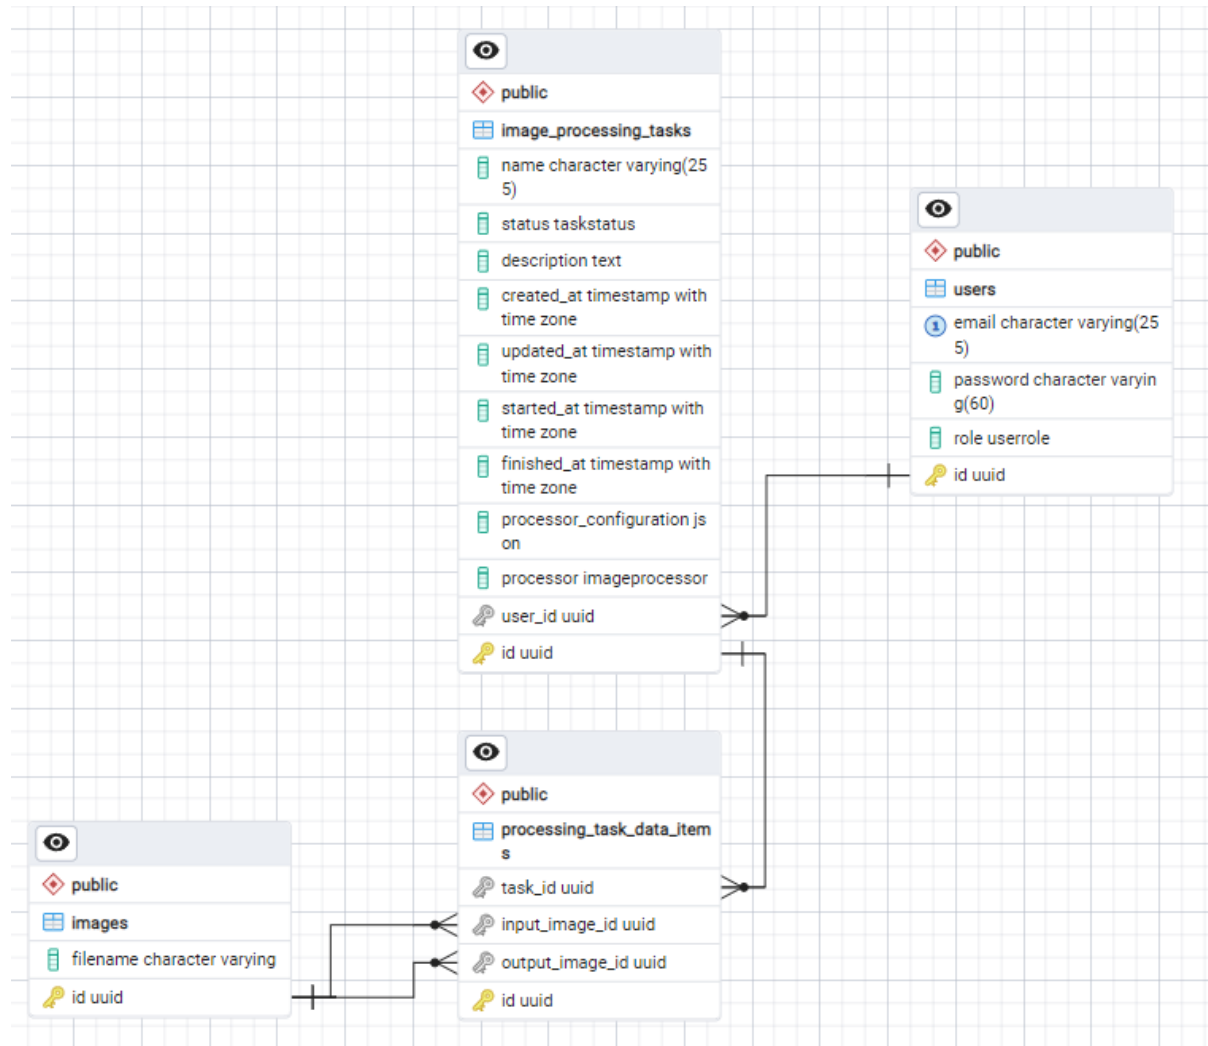 public
image_processing_tasks
name character varying(25
5)
status taskstatus
description text
created_at timestamp with
time zone
updated_at timestamp with
time zone
started_at timestamp with
time zone
finished_at timestamp with
time zone
processor_configuration js
on
processor imageprocessor
user_id uuid
id uuid
public
users
1
email character varying(25
5)
password character varyin
g(60)
role userrole
id uuid
public
processing_task_data_item
s
task_id uuid
input_image_id uuid
output_image_id uuid
id uuid
public
images
filename character varying
id uuid